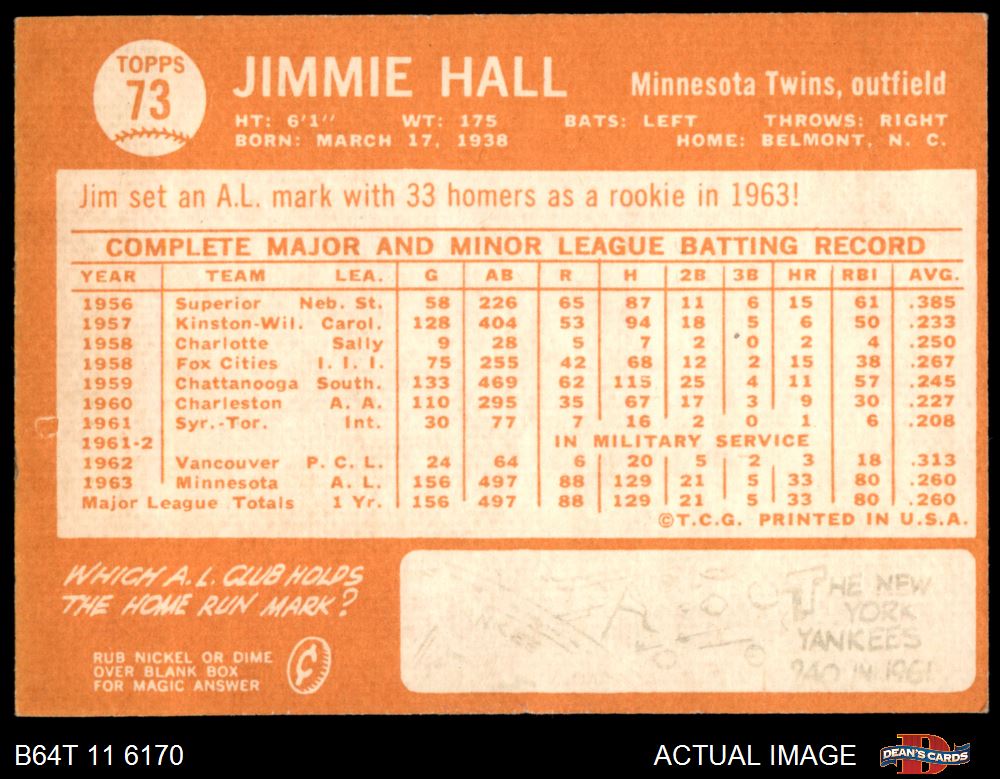 TOPPS
73
JIMMIE HALL
Minnesota Twins, outfield
HT: 6'1" WT: 175 BATS: LEFT THROWS: RIGHT
BORN: MARCH 17, 1938 HOME: BELMONT, N. C.
Jim set an A.L. mark with 33 homers as a rookie in 1963!
COMPLETE MAJOR AND MINOR LEAGUE BATTING RECORD
YEAR TEAM LEA. G AB R H 2B 3B HR RBI AVG.
1956 Superior Neb. St. 58 226 65 87 11 6 15 61 .385
1957 Kinston-Wil. Carol. 128 404 53 94 18 5 6 50 .233
1958 Charlotte Sally 9 28 5 7 2 0 2 4 .250
1958 Fox Cities I. I. I. 75 255 42 68 12 2 15 38 .267
1959 Chattanooga South. 133 469 62 115 25 4 11 57 .245
1960 Charleston A. A. 110 295 35 67 17 3 9 30 .227
1961 Syr.-Tor. Int. 30 77 7 16 2 0 1 6 .208
1961-2 IN MILITARY SERVICE
1962 Vancouver P. C. L. 24 64 6 20 5 2 3 18 .313
1963 Minnesota A. L. 156 497 88 129 21 5 33 80 .260
Major League Totals 1 Yr. 156 497 88 129 21 5 33 80 .260
©T.C.G. PRINTED IN U.S.A.
WHICH A.L. CLUB HOLDS
THE HOME RUN MARK?
RUB NICKEL OR DIME
OVER BLANK BOX
FOR MAGIC ANSWER
¢
THE NEW
YORK
YANKEES
240 IN 1961
B64T 11 6170
ACTUAL IMAGE
DEAN'S CARDS